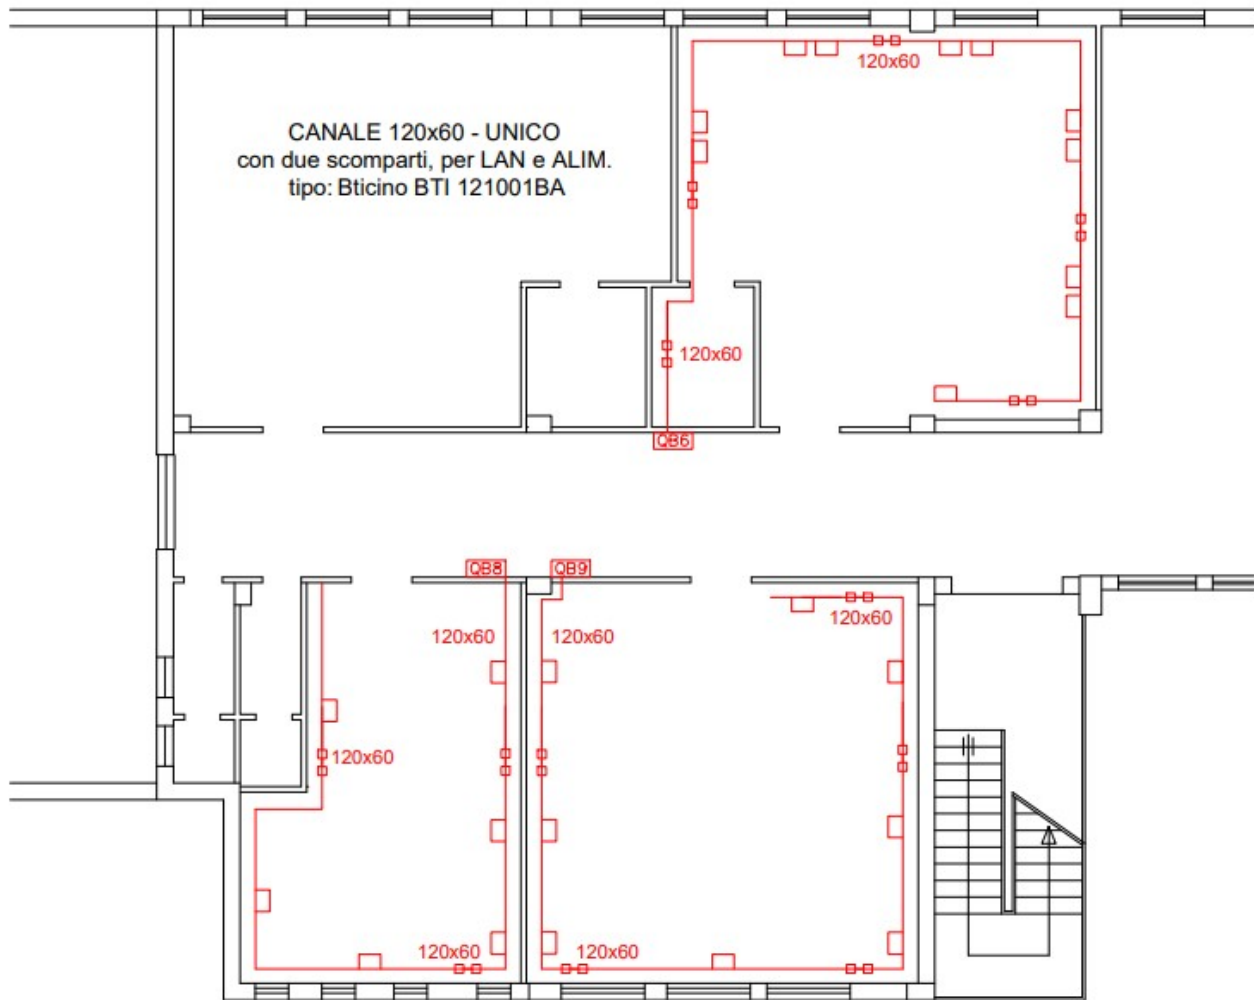 120x60
CANALE 120x60 - UNICO
con due scomparti, per LAN e ALIM.
tipo: Bticino BTI 121001BA
120x60
QB6
QB8
QB9
120x60
120x60
120x60
120x60
120x60
120x60